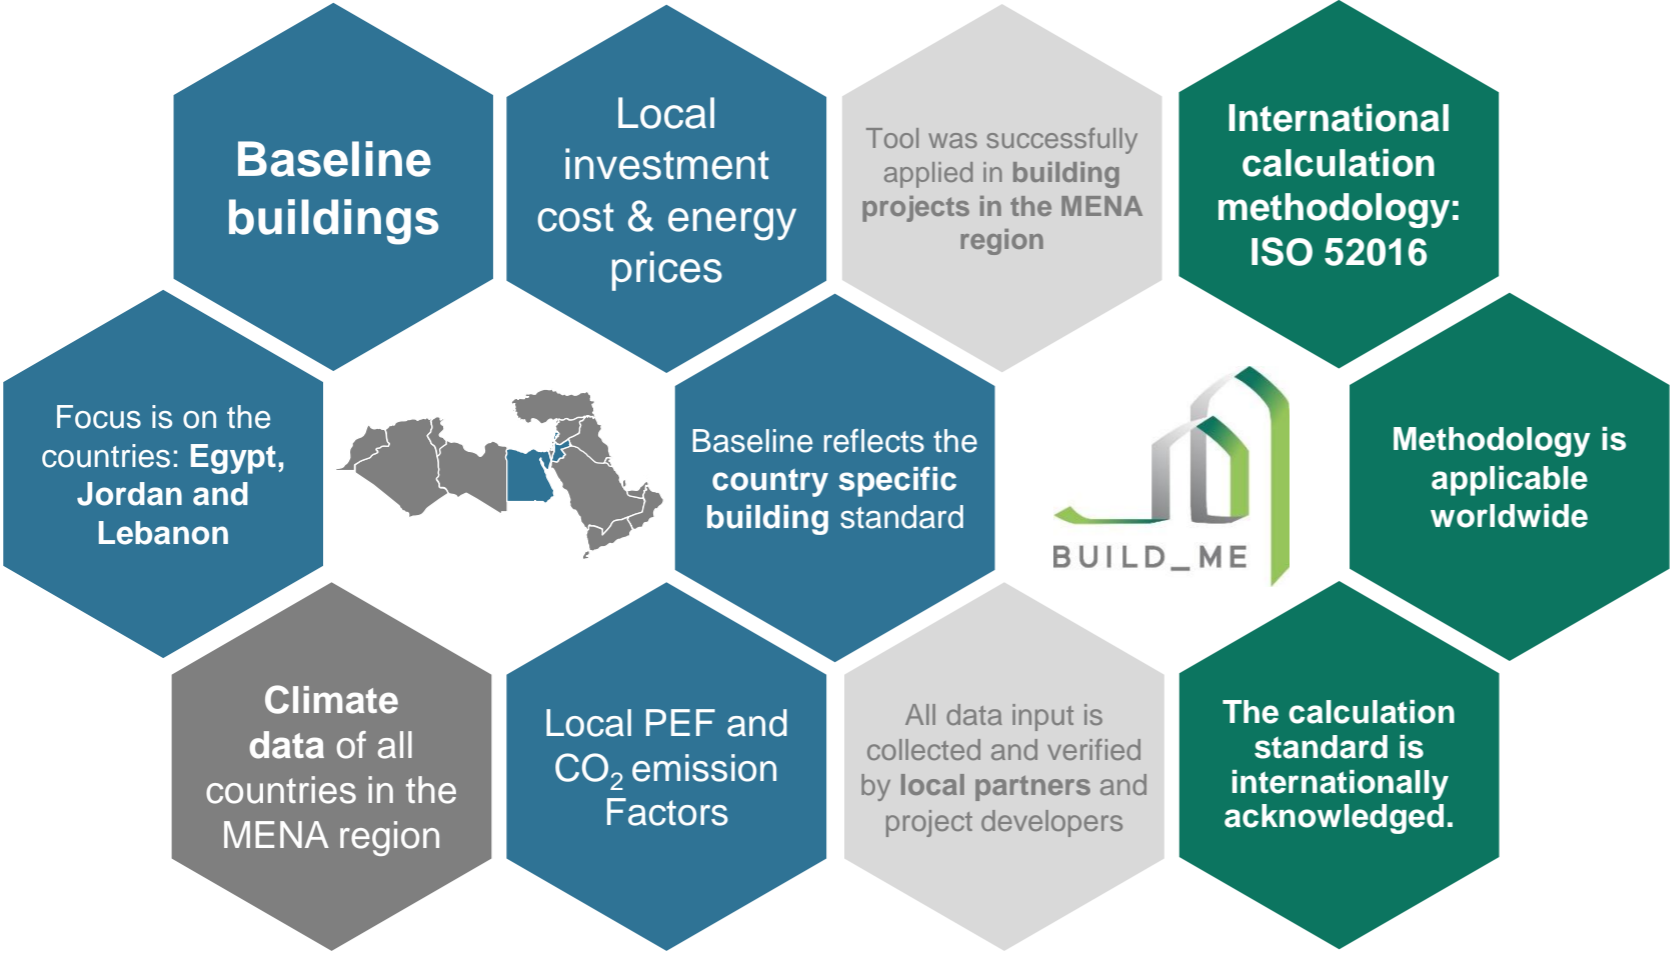 Baseline
buildings
Local
investment
cost & energy
prices
Tool was successfully
applied in building
projects in the MENA
region
International
calculation
methodology:
ISO 52016
Focus is on the
countries: Egypt,
Jordan and
Lebanon
Baseline reflects the
country specific
building standard
BUILD_ME
Methodology is
applicable
worldwide
Climate
data of all
countries in the
MENA region
Local PEF and
CO₂ emission
Factors
All data input is
collected and verified
by local partners and
project developers
The calculation
standard is
internationally
acknowledged.